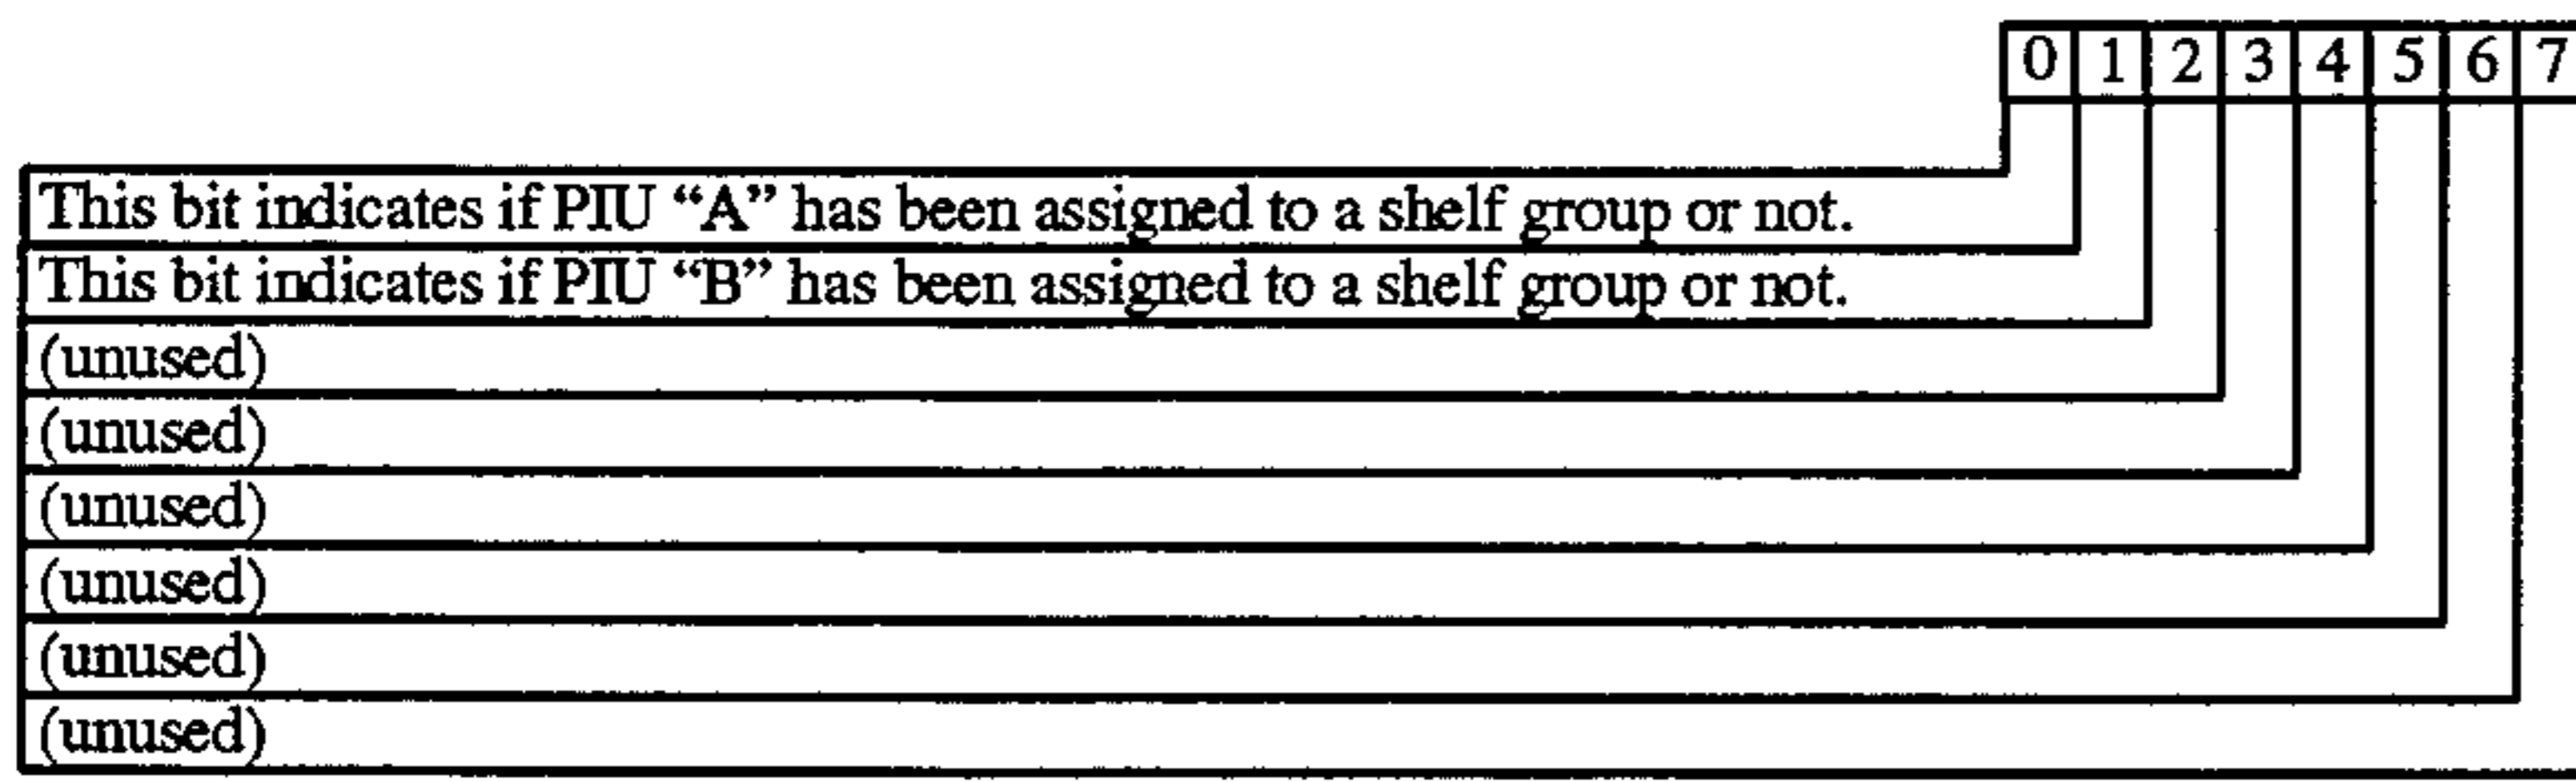 0 1 2 3 4 5 6 7
This bit indicates if PIU “A” has been assigned to a shelf group or not.
This bit indicates if PIU “B” has been assigned to a shelf group or not.
(unused)
(unused)
(unused)
(unused)
(unused)
(unused)